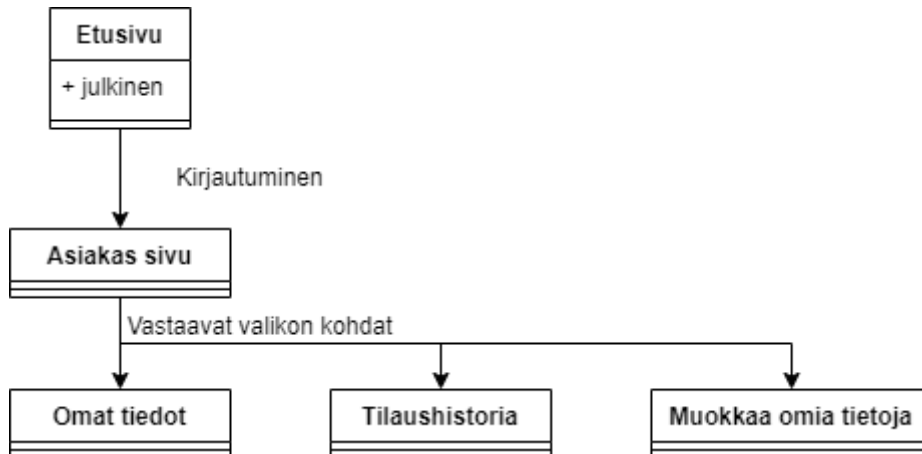 Etusivu
+ julkinen
Kirjautuminen
Asiakas sivu
Vastaavat valikon kohdat
Omat tiedot
Tilaushistoria
Muokkaa omia tietoja